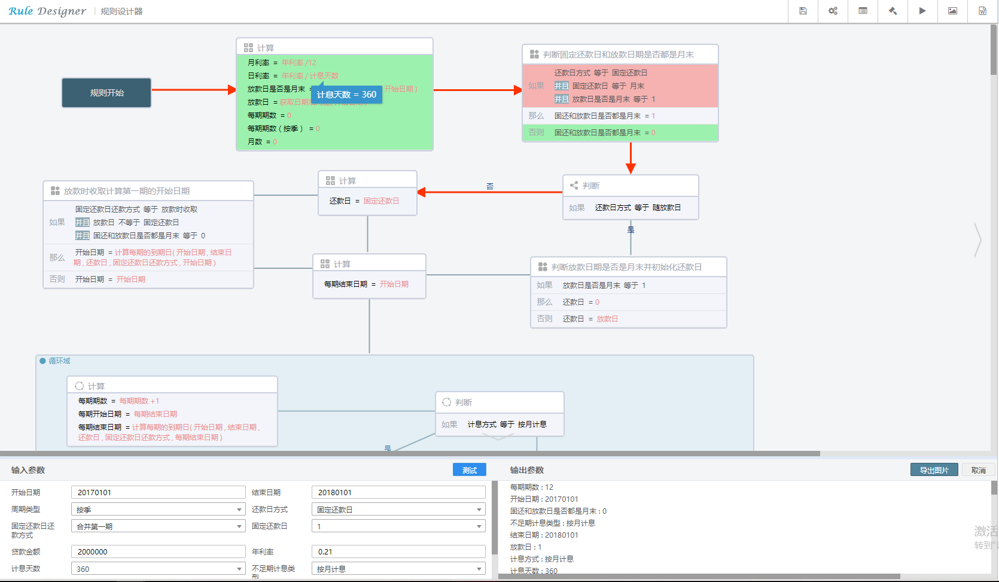 Rule Designer 规则设计器
规则开始
计算
月利率 = 年利率 /12
日利率 = 年利率 / 计息天数
放款日是否是月末 = 开始日期 )
计息天数 = 360
放款日 =
每期期数 = 0
每期期数 ( 按季 ) = 0
月数 = 0
判断固定还款日和放款日期是否都是月末
如果
还款日方式 等于 固定还款日
并且 固定还款日 等于 月末
并且 放款日是否是月末 等于 1
那么 固还和放款日是否都是月末 = 1
否则 固还和放款日是否都是月末 = 0
放款时收取计算第一期的开始日期
如果
固定还款日还款方式 等于 放款时收取
并且 放款日 不等于 固定还款日
并且 固还和放款日是否都是月末 等于 0
那么
开始日期 = 计算每期的到期日( 开始日期 , 结束日
期 , 还款日 , 固定还款日还款方式 , 开始日期 )
否则 开始日期 = 开始日期
计算
还款日 = 固定还款日
否
判断
如果 还款日方式 等于 随放款日
是
计算
每期结束日期 = 开始日期
判断放款日期是否是月末并初始化还款日
如果 放款日是否是月末 等于 1
那么 还款日 = 0
否则 还款日 = 放款日
循环域
计算
每期期数 = 每期期数 +1
每期开始日期 = 每期结束日期
每期结束日期 = 计算每期的到期日( 开始日期 , 结束日期 ,
还款日 , 固定还款日还款方式 , 每期结束日期 )
判断
如果 计息方式 等于 按月计息
是
输入参数 测试
开始日期 20170101 结束日期 20180101
周期类型 按季 还款日方式 固定还款日
固定还款日还
款方式
合并第一期 固定还款日 1
贷款金额 2000000 年利率 0.21
计息天数 360 不足期计息类
型
按月计息
输出参数 导出图片 取消
每期期数 : 12
开始日期 : 20170101
固还和放款日是否都是月末 : 0
不足期计息类型 : 按月计息
结束日期 : 20180101
放款日 : 1
计息方式 : 按月计息
计息天数 : 360
激活
转到"